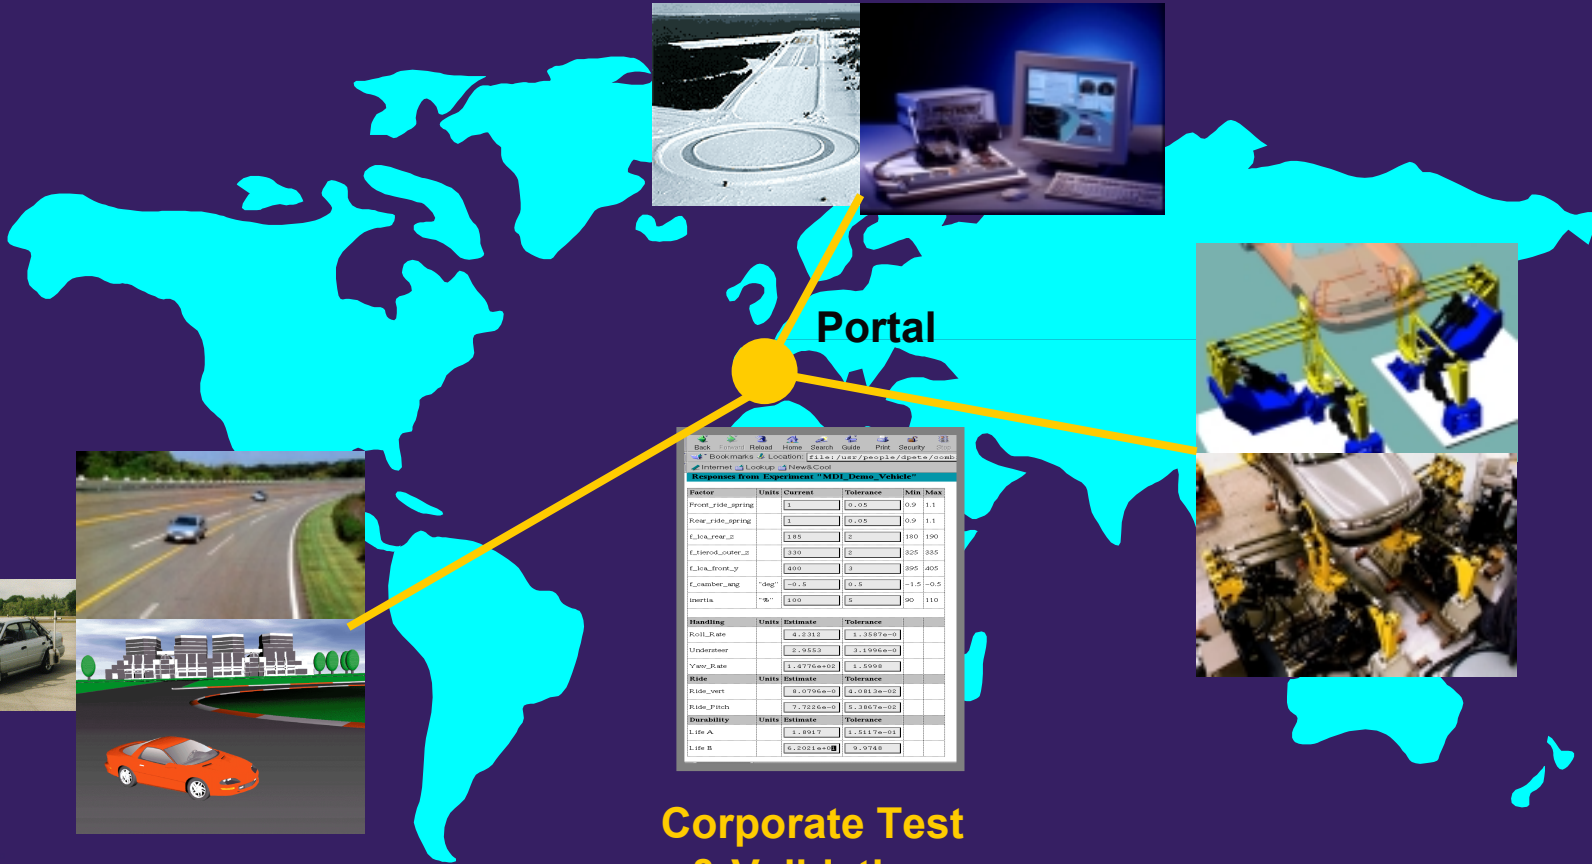 Portal
Back Forward Reload Home Search Guide Print Security Stop
Bookmarks Location: file:/usr/people/dpete/comb
Internet Lookup New&Cool
Responses from Experiment "MDI_Demo_Vehicle"
Factor Units Current Tolerance Min Max
Front_ride_spring 1 0.05 0.9 1.1
Rear_ride_spring 1 0.05 0.9 1.1
f_lca_rear_z 185 2 180 190
f_tierod_outer_z 330 2 325 335
f_lca_front_y 400 3 395 405
f_camber_ang "deg" -0.5 0.5 -1.5 -0.5
inertia "%" 100 5 90 110
Handling Units Estimate Tolerance
Roll_Rate 4.2312 1.3587e-0
Understeer 2.9553 3.1996e-0
Yaw_Rate 1.4776e+02 1.5998
Ride Units Estimate Tolerance
Ride_vert 8.0796e-0 4.0813e-02
Ride_Pitch 7.7226e-0 5.3867e-02
Durability Units Estimate Tolerance
Life A 1.8917 1.5117e-01
Life B 6.2021e+0 9.9748
Corporate Test